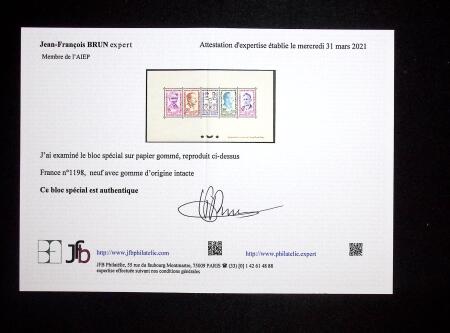 Jean-François BRUN expert
Attestation d'expertise établie le mercredi 31 mars 2021
Membre de l'AIEP
J'ai examiné le bloc spécial sur papier gommé, reproduit ci-dessus
France n°1198, neuf avec gomme d'origine intacte
Ce bloc spécial est authentique
Jfb
http://www.jfbphilatelie.com
http://www.philatelic.expert
JFB Philatélie, 55 rue du faubourg Montmartre, 75009 PARIS ☎ (33) (0) 1 42 61 48 88
expertise effectuée suivant nos conditions générales